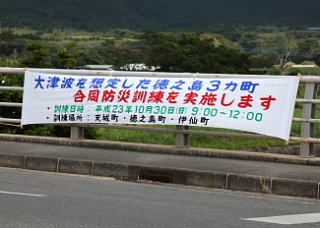 大津波を想定した徳之島3カ町
合同防災訓練を実施します
・訓練日時:平成23年10月30日(日)9:00~12:00
・訓練場所:天城町・徳之島町・伊仙町